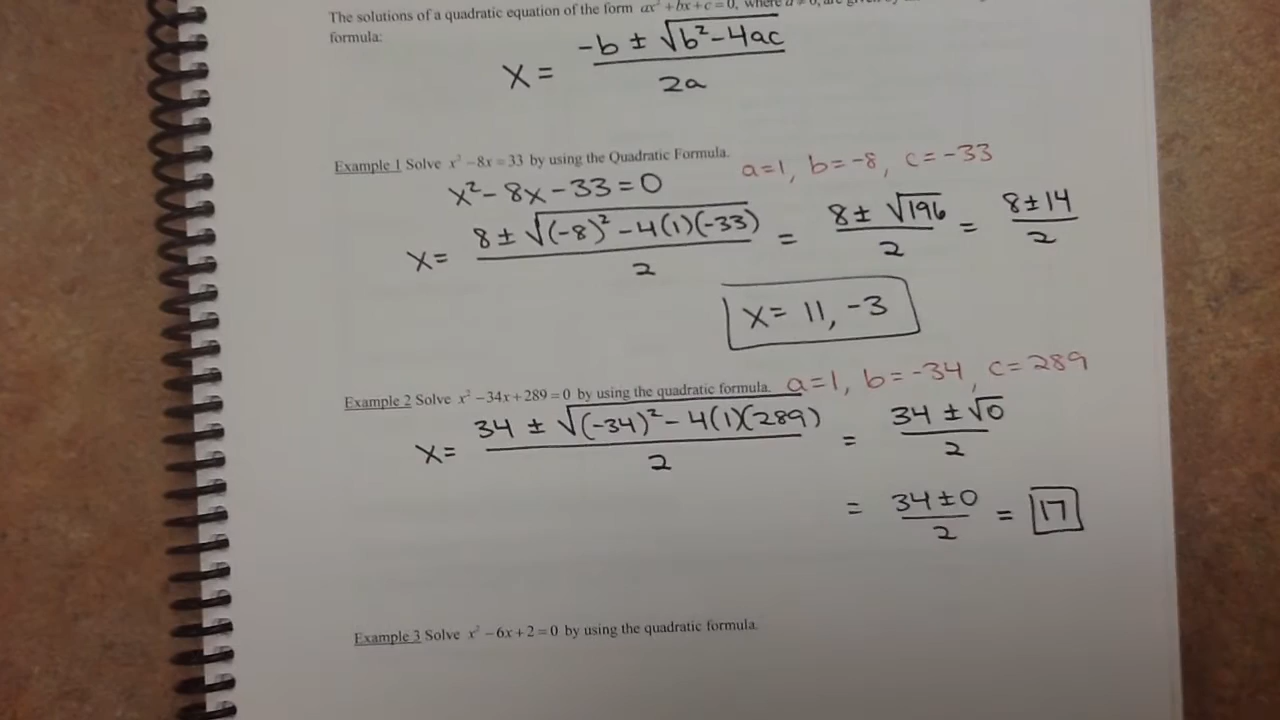 The solutions of a quadratic equation of the form ax² + bx + c = 0, where a ≠ 0, are given by
formula:
x = (-b ± √(b² - 4ac)) / 2a
Example 1 Solve x² - 8x = 33 by using the Quadratic Formula. a=1, b=-8, c=-33
x² - 8x - 33 = 0
x = (8 ± √((-8)² - 4(1)(-33))) / 2 = (8 ± √196) / 2 = (8 ± 14) / 2
x = 11, -3
Example 2 Solve x² - 34x + 289 = 0 by using the quadratic formula. a=1, b=-34, c=289
x = (34 ± √((-34)² - 4(1)(289))) / 2 = (34 ± √0) / 2
= (34 ± 0) / 2 = 17
Example 3 Solve x² - 6x + 2 = 0 by using the quadratic formula.